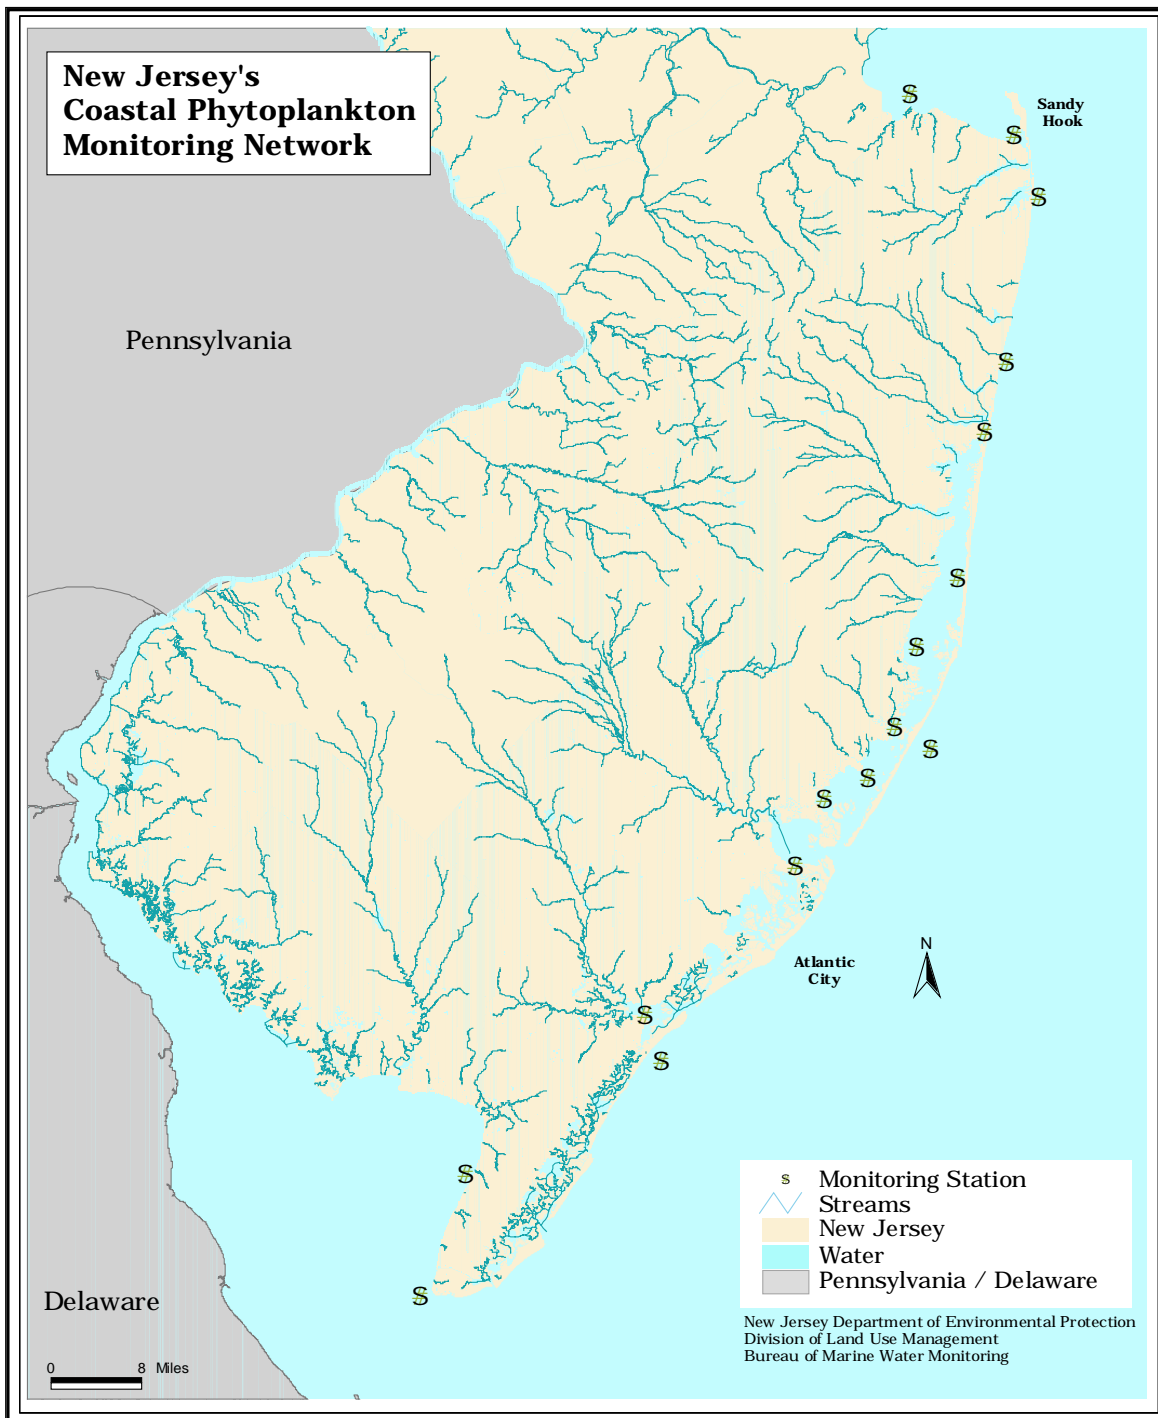 New Jersey's
Coastal Phytoplankton
Monitoring Network
S
Sandy
Hook
S
S
Pennsylvania
S
S
S
S
S
S
S
S
S
Atlantic
City
N
S
S
S
S
Monitoring Station
Streams
New Jersey
Water
Pennsylvania / Delaware
S
Delaware
New Jersey Department of Environmental Protection
Division of Land Use Management
Bureau of Marine Water Monitoring
0 8 Miles